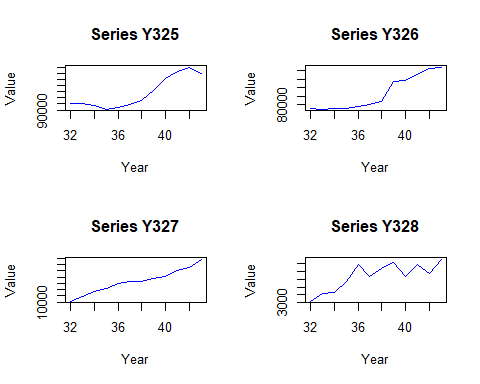 Series Y325
Series Y326
Value
90000
32 36 40
Year
Value
80000
32 36 40
Year
Series Y327
Series Y328
Value
10000
32 36 40
Year
Value
3000
32 36 40
Year